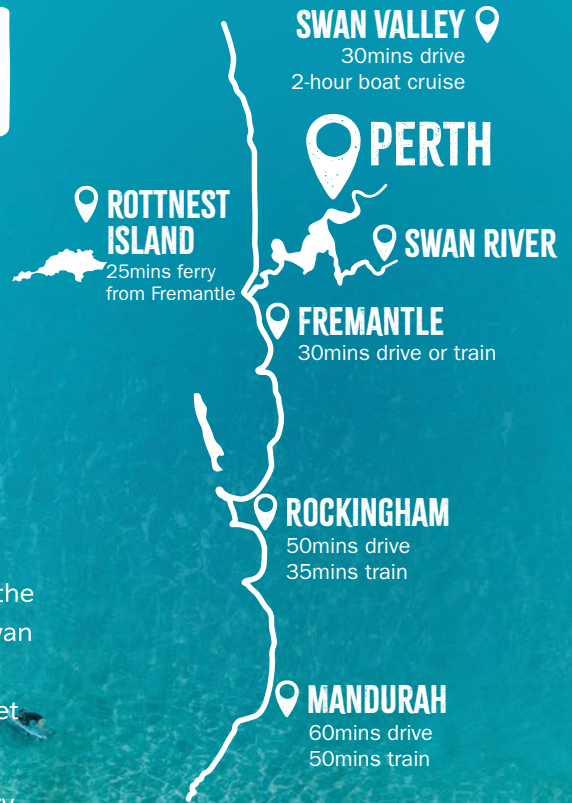 SWAN VALLEY
30mins drive
2-hour boat cruise
PERTH
ROTTNEST
ISLAND
25mins ferry
from Fremantle
SWAN RIVER
FREMANTLE
30mins drive or train
ROCKINGHAM
50mins drive
35mins train
MANDURAH
60mins drive
50mins train
the